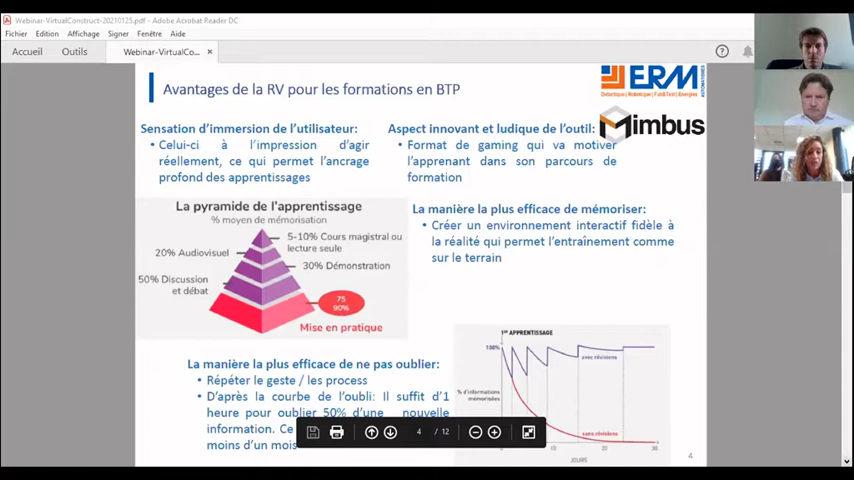 Webinar-VirtualConstruct-20210125.pdf - Adobe Acrobat Reader DC
Fichier Edition Affichage Signer Fenêtre Aide
Accueil Outils Webinar-VirtualCo... ×
Avantages de la RV pour les formations en BTP
ERM
AUTOMATISMES
Mimbus
Sensation d'immersion de l'utilisateur:
• Celui-ci à l'impression d'agir
réellement, ce qui permet l'ancrage
profond des apprentissages
Aspect innovant et ludique de l'outil:
• Format de gaming qui va motiver
l'apprenant dans son parcours de
formation
La pyramide de l'apprentissage
% moyen de mémorisation
5-10% Cours magistral ou
lecture seule
20% Audiovisuel
30% Démonstration
50% Discussion
et débat
75
90%
Mise en pratique
La manière la plus efficace de mémoriser:
• Créer un environnement interactif fidèle à
la réalité qui permet l'entraînement comme
sur le terrain
La manière la plus efficace de ne pas oublier:
• Répéter le geste / les process
• D'après la courbe de l'oubli: Il suffit d'1
heure pour oublier 50% d'une nouvelle
information. Ce
moins d'un mois
1ER APPRENTISSAGE
100%
avec révisions
% d'informations
mémorisées
sans révisions
10 20 30
JOURS
4 / 12
4